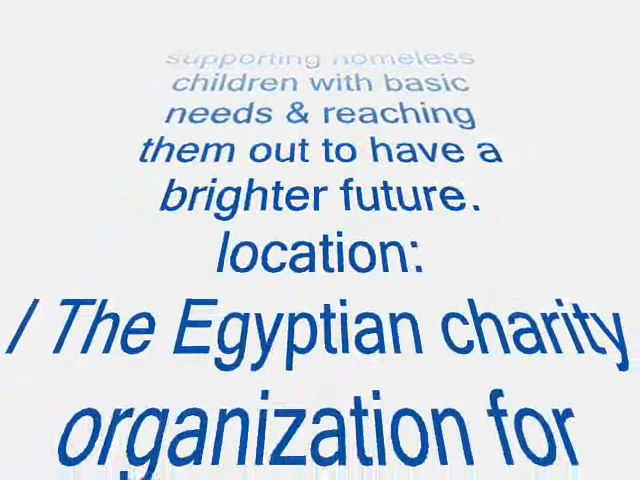 supporting homeless
children with basic
needs & reaching
them out to have a
brighter future.
location:
/ The Egyptian charity
organization for